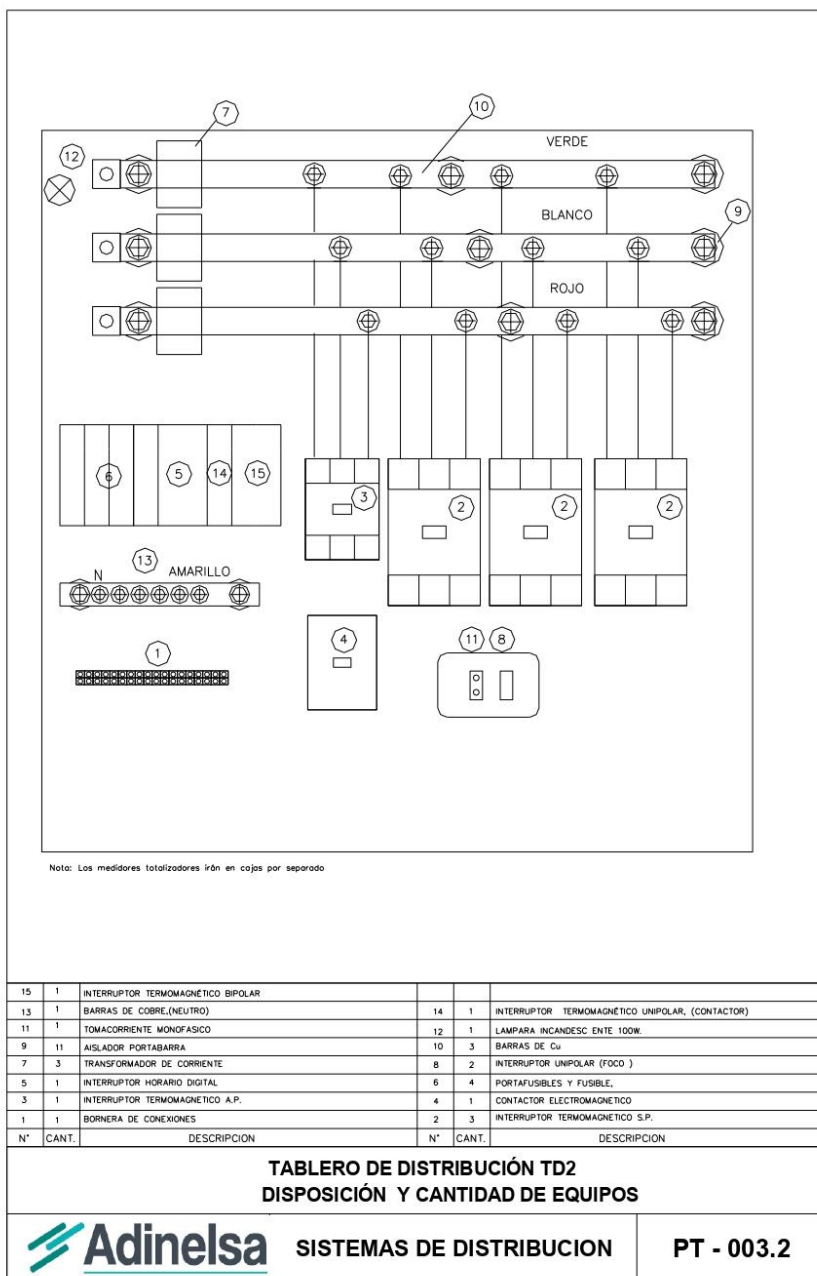 7
10
VERDE
12
BLANCO
9
ROJO
6
5
14
15
3
2
2
2
13
N
AMARILLO
1
4
11
8
Nota: Los medidores totalizadores irán en cajas por separado
15 1 INTERRUPTOR TERMOMAGNÉTICO BIPOLAR
13 1 BARRAS DE COBRE,(NEUTRO) 14 1 INTERRUPTOR TERMOMAGNÉTICO UNIPOLAR, (CONTACTOR)
11 1 TOMACORRIENTE MONOFASICO 12 1 LAMPARA INCANDESC ENTE 100W.
9 11 AISLADOR PORTABARRA 10 3 BARRAS DE Cu
7 3 TRANSFORMADOR DE CORRIENTE 8 2 INTERRUPTOR UNIPOLAR (FOCO )
5 1 INTERRUPTOR HORARIO DIGITAL 6 4 PORTAFUSIBLES Y FUSIBLE,
3 1 INTERRUPTOR TERMOMAGNETICO A.P. 4 1 CONTACTOR ELECTROMAGNETICO
1 1 BORNERA DE CONEXIONES 2 3 INTERRUPTOR TERMOMAGNETICO S.P.
N° CANT. DESCRIPCION N° CANT. DESCRIPCION
TABLERO DE DISTRIBUCIÓN TD2
DISPOSICIÓN Y CANTIDAD DE EQUIPOS
Adinelsa SISTEMAS DE DISTRIBUCION PT - 003.2